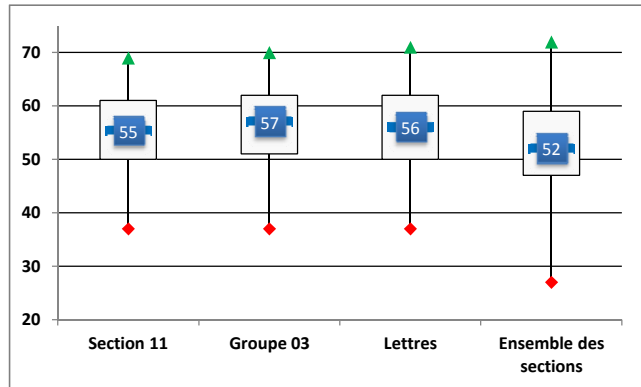 70
60
50
40
30
20
55
57
56
52
Section 11
Groupe 03
Lettres
Ensemble des
sections